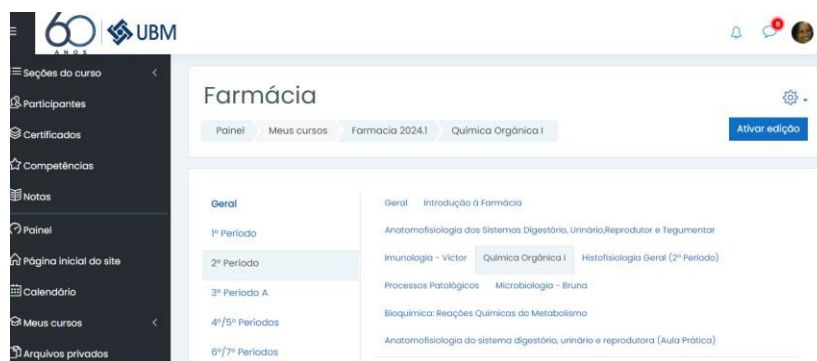 60
ANOS
UBM
8
Seções do curso
Participantes
Certificados
Competências
Notas
Painel
Página inicial do site
Calendário
Meus cursos
Arquivos privados
Farmácia
Painel Meus cursos Farmacia 2024.1 Química Orgânica I
Ativar edição
Geral
1º Período
2º Período
3º Período A
4º/5º Períodos
6º/7º Períodos
Geral Introdução à Farmácia
Anatomofisiologia dos Sistemas Digestório, Urinário,Reprodutor e Tegumentar
Imunologia - Victor Química Orgânica I Histofisiologia Geral (2º Período)
Processos Patológicos Microbiologia - Bruna
Bioquímica: Reações Químicas do Metabolismo
Anatomofisiologia do sistema digestório, urinário e reprodutora (Aula Prática)